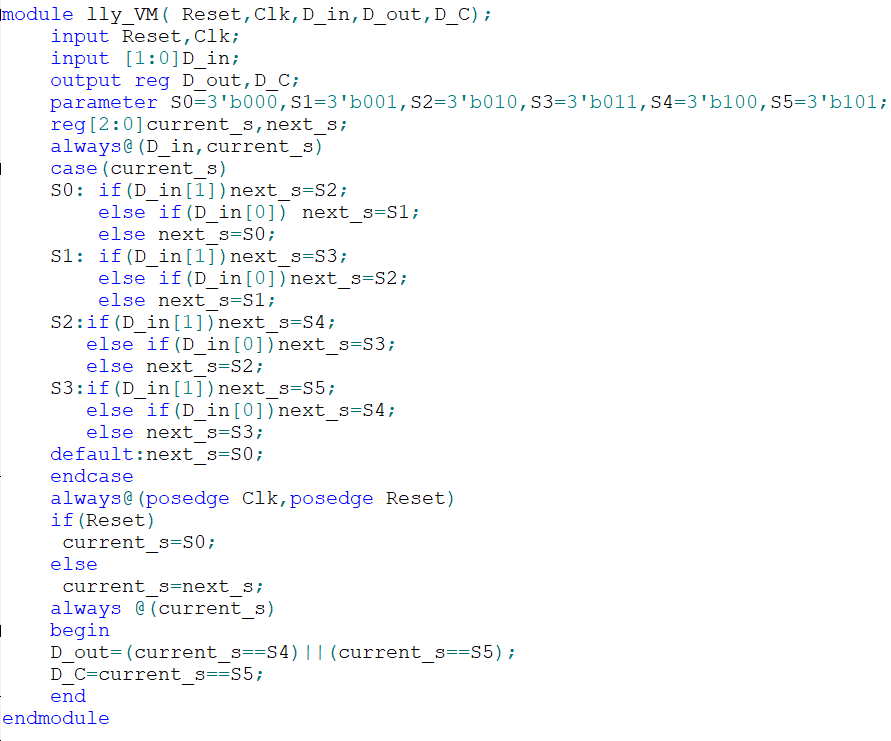 module lly_VM( Reset,Clk,D_in,D_out,D_C);
    input Reset,Clk;
    input [1:0]D_in;
    output reg D_out,D_C;
    parameter S0=3'b000,S1=3'b001,S2=3'b010,S3=3'b011,S4=3'b100,S5=3'b101;
    reg[2:0]current_s,next_s;
    always@(D_in,current_s)
    case(current_s)
    S0: if(D_in[1])next_s=S2;
        else if(D_in[0]) next_s=S1;
        else next_s=S0;
    S1: if(D_in[1])next_s=S3;
        else if(D_in[0])next_s=S2;
        else next_s=S1;
    S2:if(D_in[1])next_s=S4;
       else if(D_in[0])next_s=S3;
       else next_s=S2;
    S3:if(D_in[1])next_s=S5;
       else if(D_in[0])next_s=S4;
       else next_s=S3;
    default:next_s=S0;
    endcase
    always@(posedge Clk,posedge Reset)
    if(Reset)
     current_s=S0;
    else
     current_s=next_s;
    always @(current_s)
    begin
    D_out=(current_s==S4)||(current_s==S5);
    D_C=current_s==S5;
    end
endmodule